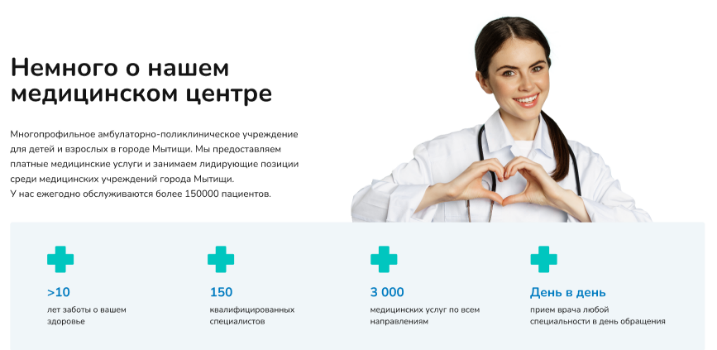 Немного о нашем
медицинском центре
Многопрофильное амбулаторно-поликлиническое учреждение
для детей и взрослых в городе Мытищи. Мы предоставляем
платные медицинские услуги и занимаем лидирующие позиции
среди медицинских учреждений города Мытищи.
У нас ежегодно обслуживаются более 150000 пациентов.
>10
лет заботы о вашем
здоровье
150
квалифицированных
специалистов
3 000
медицинских услуг по всем
направлениям
День в день
прием врача любой
специальности в день обращения